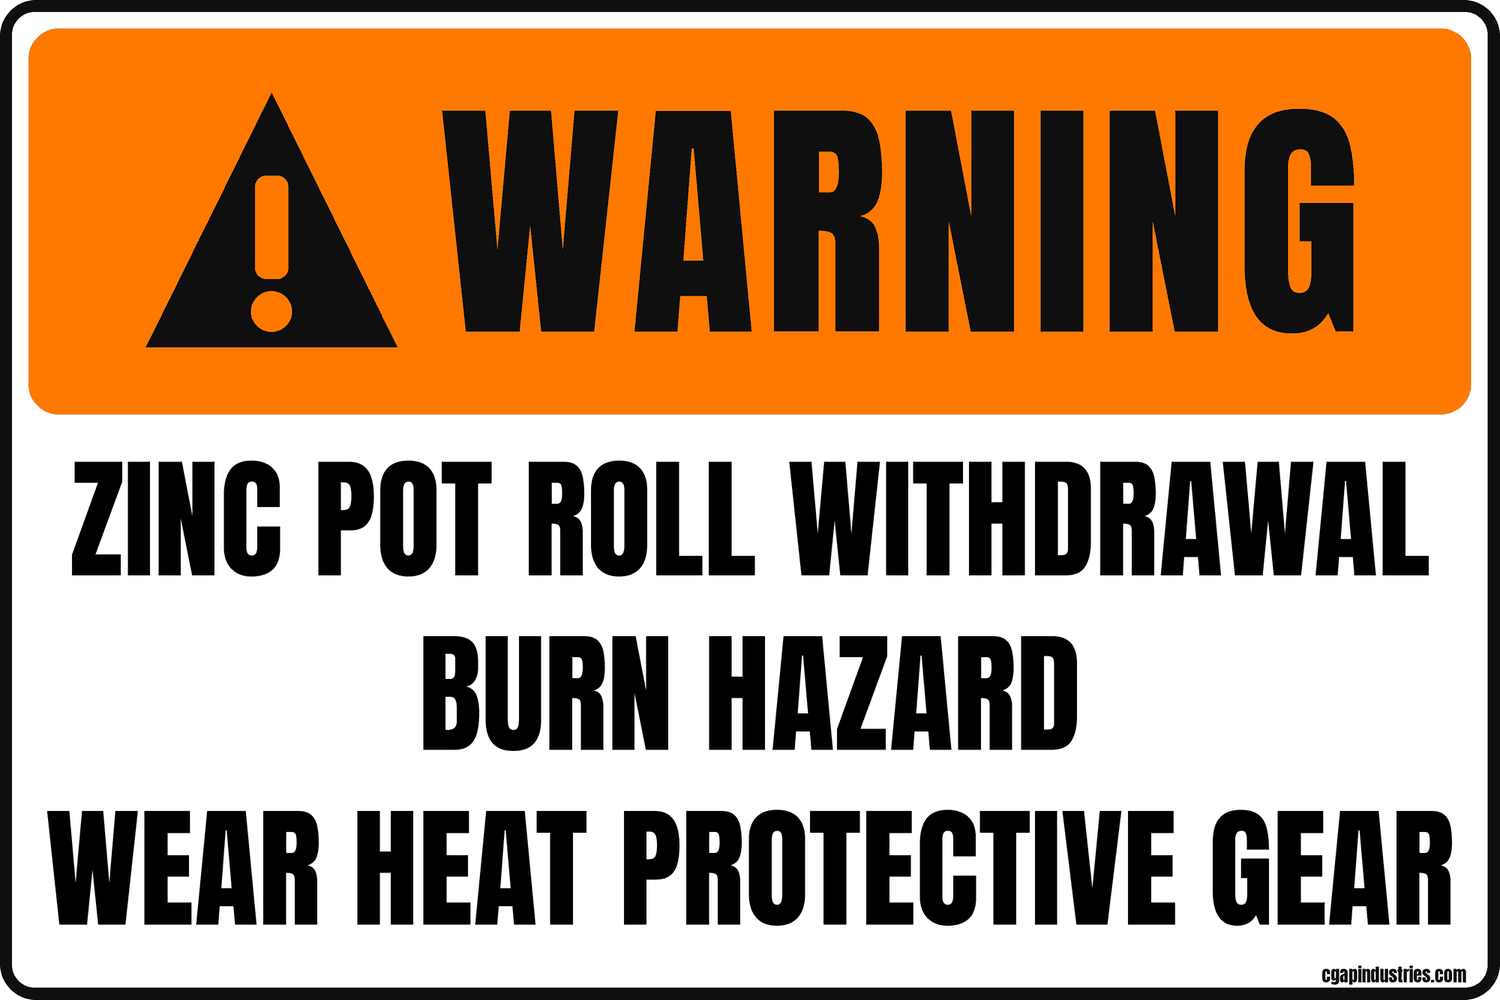 WARNING
ZINC POT ROLL WITHDRAWAL
BURN HAZARD
WEAR HEAT PROTECTIVE GEAR
cgapindustries.com